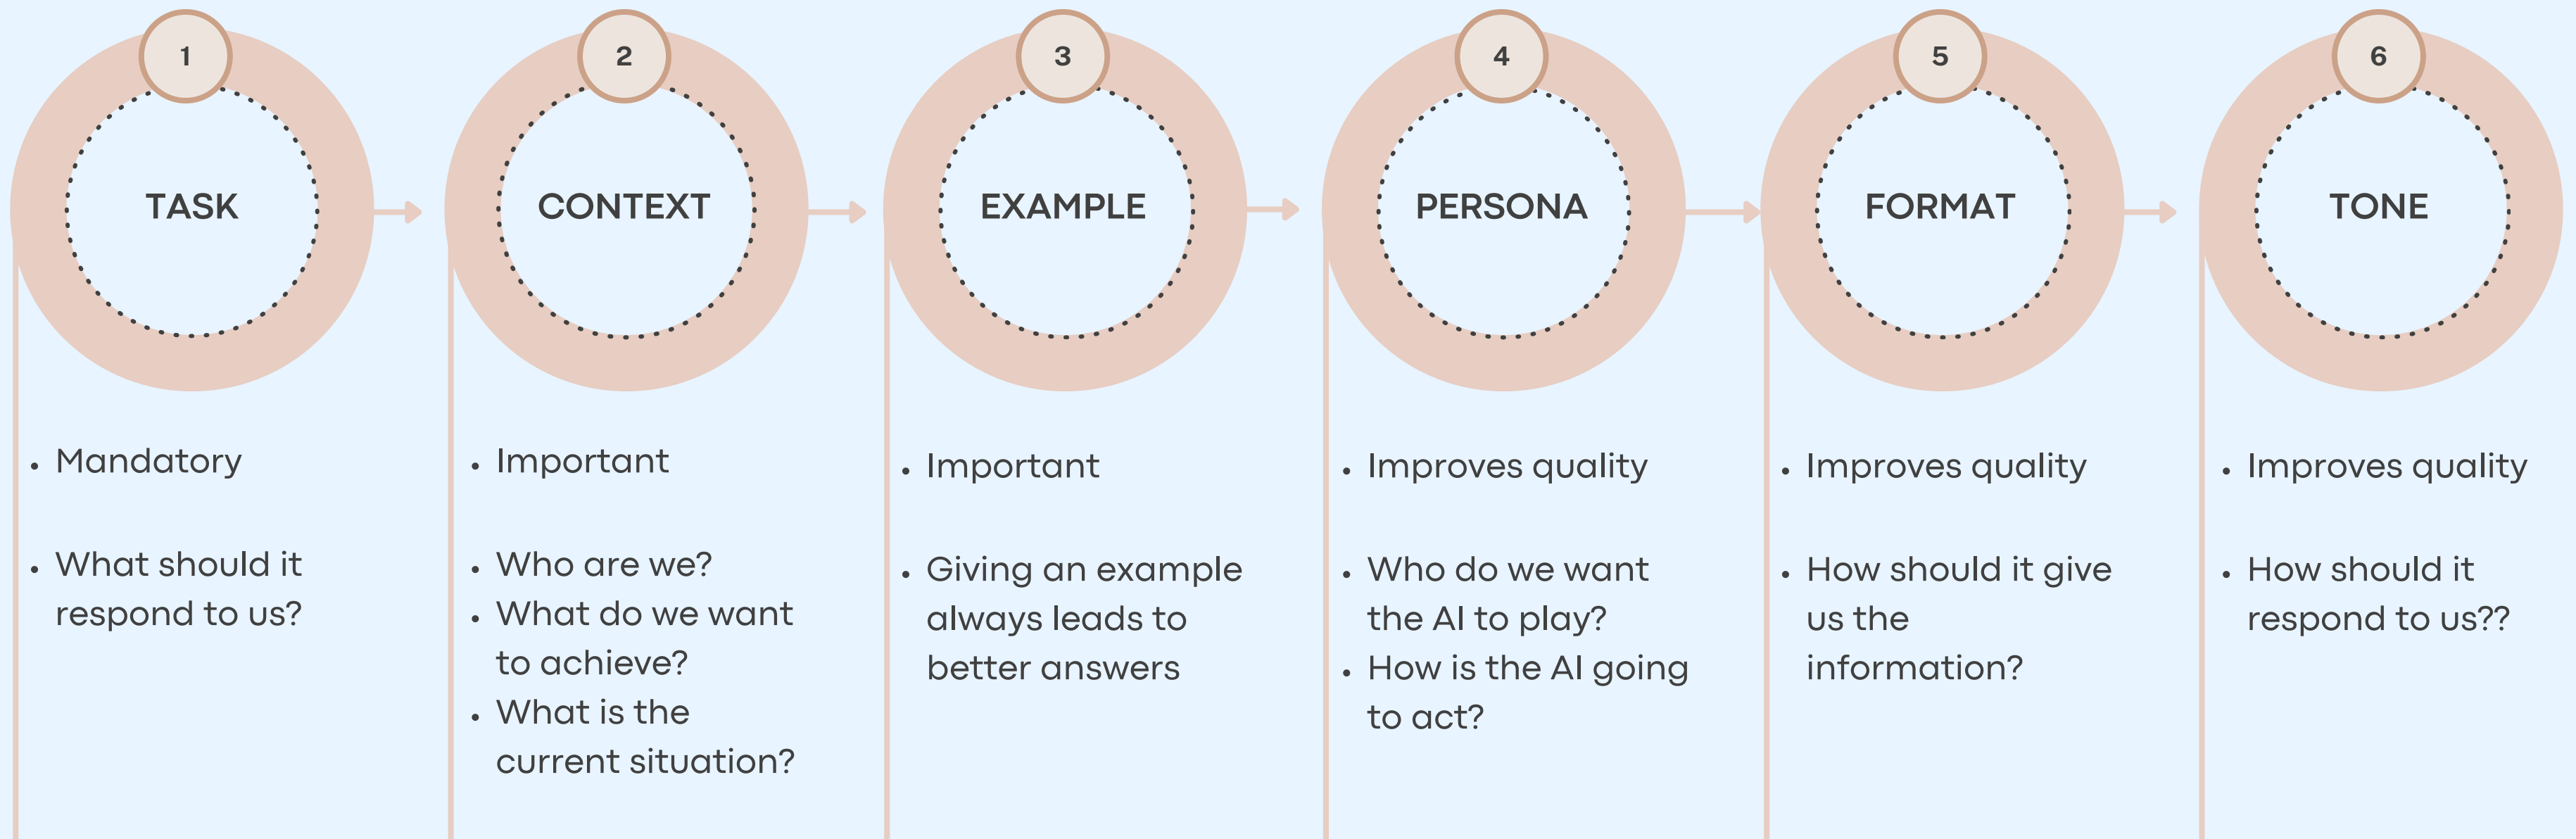 1
TASK
• Mandatory
• What should it
respond to us?
2
CONTEXT
• Important
• Who are we?
• What do we want
to achieve?
• What is the
current situation?
3
EXAMPLE
• Important
• Giving an example
always leads to
better answers
4
PERSONA
• Improves quality
• Who do we want
the AI to play?
• How is the AI going
to act?
5
FORMAT
• Improves quality
• How should it give
us the
information?
6
TONE
• Improves quality
• How should it
respond to us??